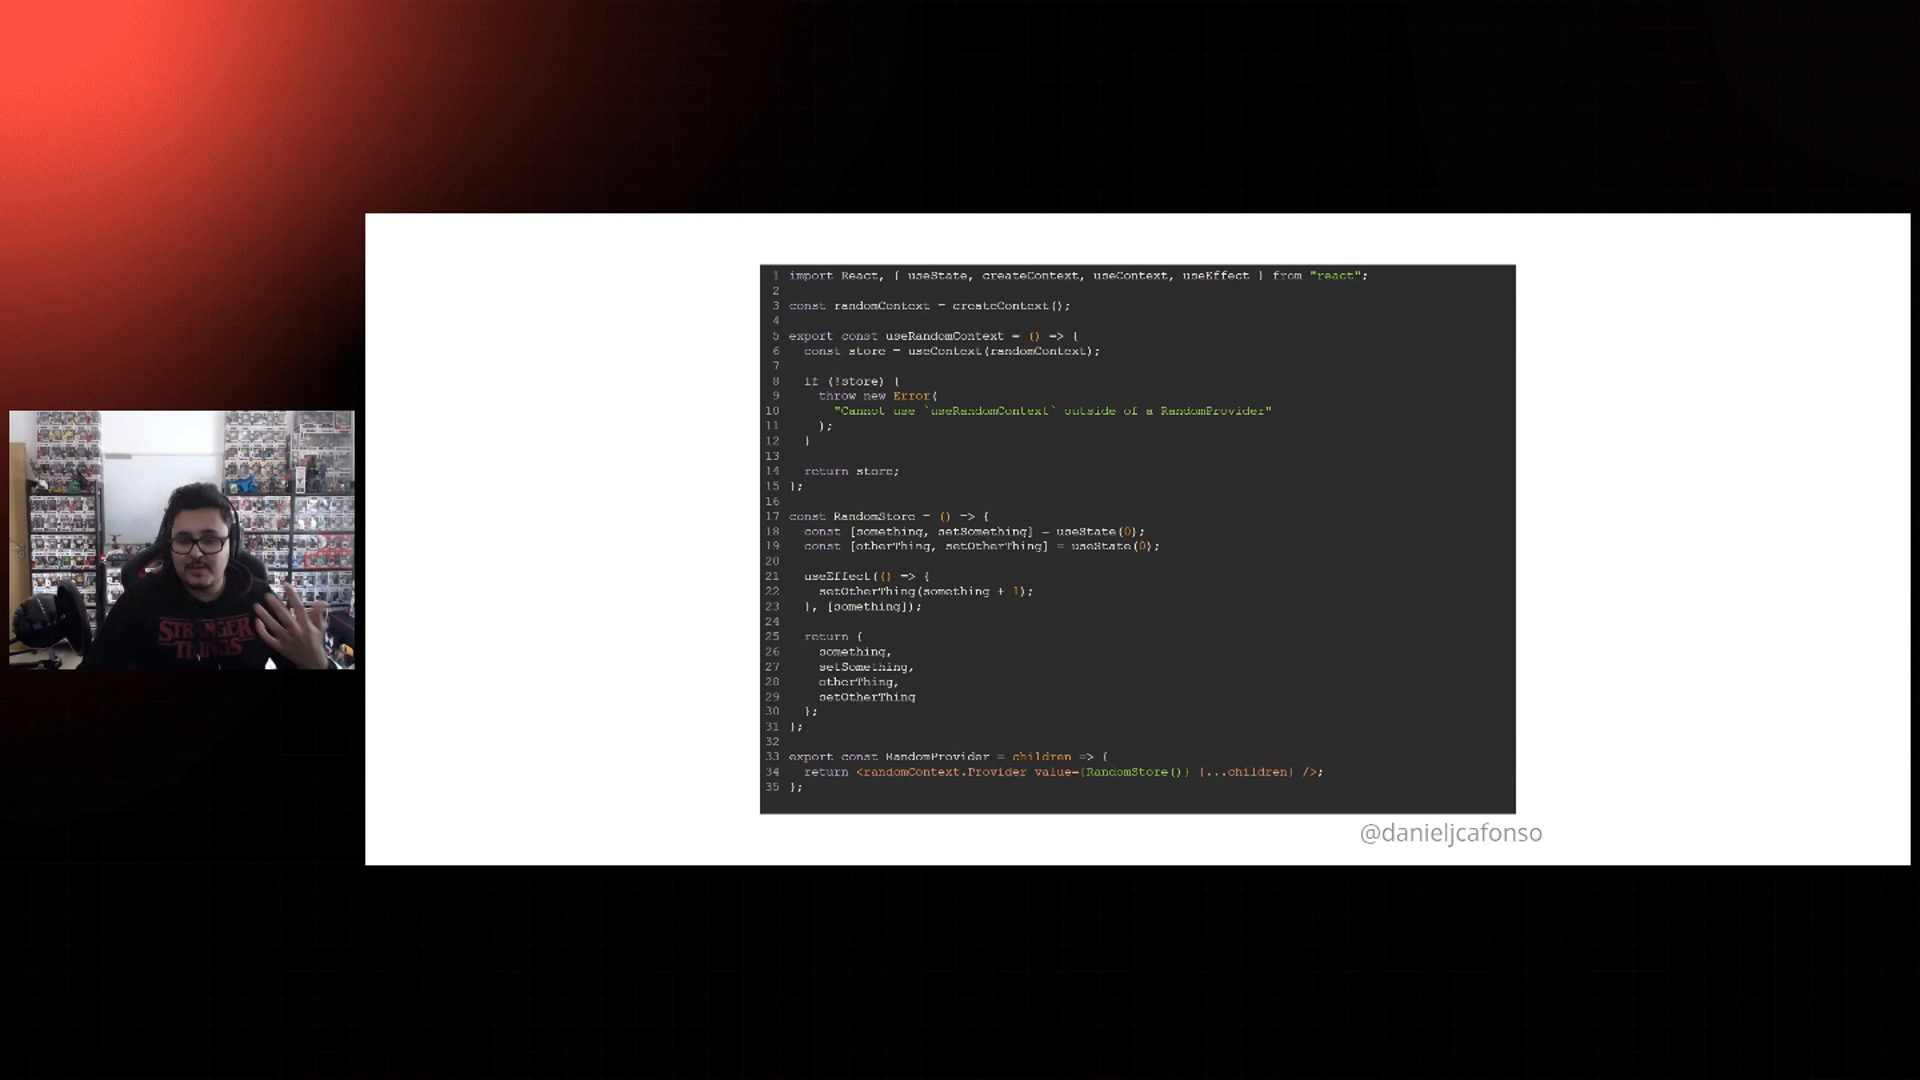 1 import React, { useState, createContext, useContext, useEffect } from "react";
2
3 const randomContext = createContext();
4
5 export const useRandomContext = () => {
6 const store = useContext(randomContext);
7
8 if (!store) {
9 throw new Error(
10 "Cannot use `useRandomContext` outside of a RandomProvider"
11 );
12 }
13
14 return store;
15 };
16
17 const RandomStore = () => {
18 const [something, setSomething] = useState(0);
19 const [otherThing, setOtherThing] = useState(0);
20
21 useEffect(() => {
22 setOtherThing(something + 1);
23 }, [something]);
24
25 return {
26 something,
27 setSomething,
28 otherThing,
29 setOtherThing
30 };
31 };
32
33 export const RandomProvider = children => {
34 return <randomContext.Provider value={RandomStore()} {...children} />;
35 };
@danieljcafonso
STRANGER
THINGS